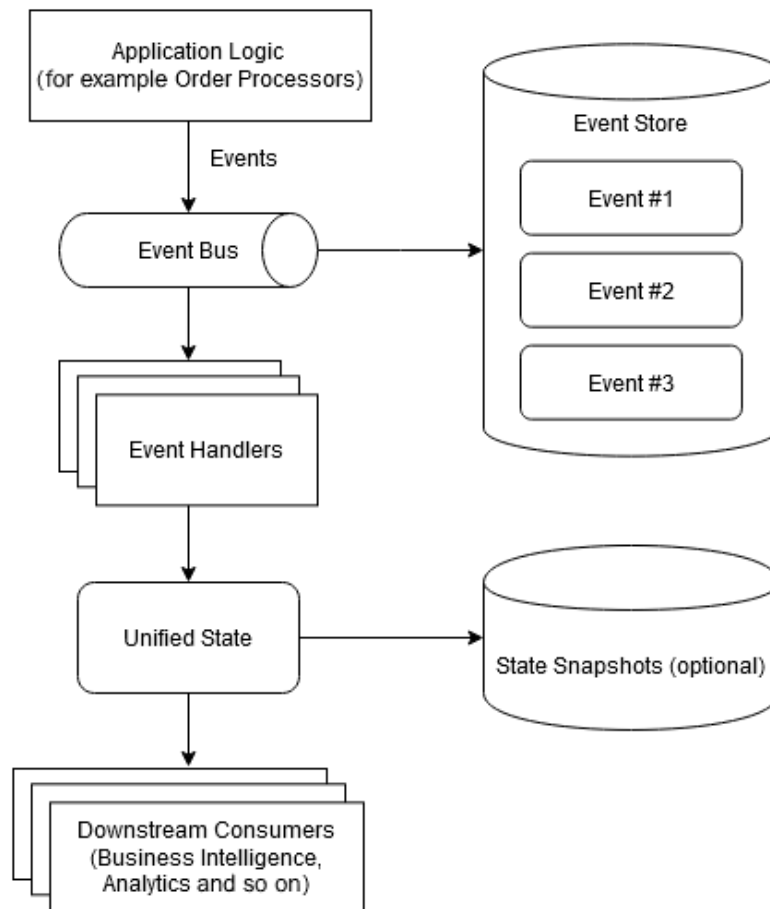 Application Logic
(for example Order Processors)
Events
Event Bus
Event Store
Event #1
Event #2
Event #3
Event Handlers
Unified State
State Snapshots (optional)
Downstream Consumers
(Business Intelligence,
Analytics and so on)